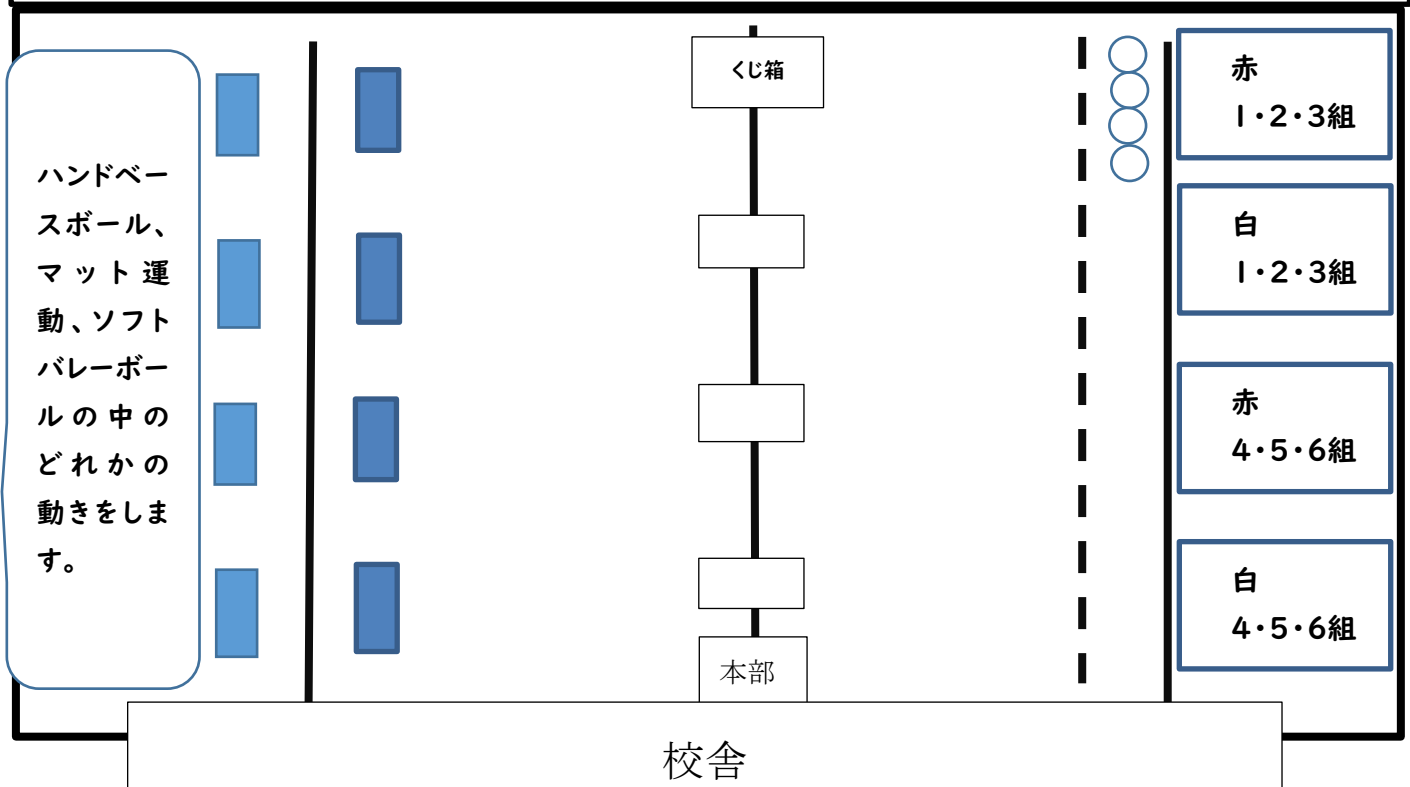 くじ箱
赤
1・2・3組
白
1・2・3組
赤
4・5・6組
白
4・5・6組
ハンドベー
スボール、
マット運
動、ソフト
バレーボー
ルの中の
どれかの
動きをしま
す。
本部
校舎